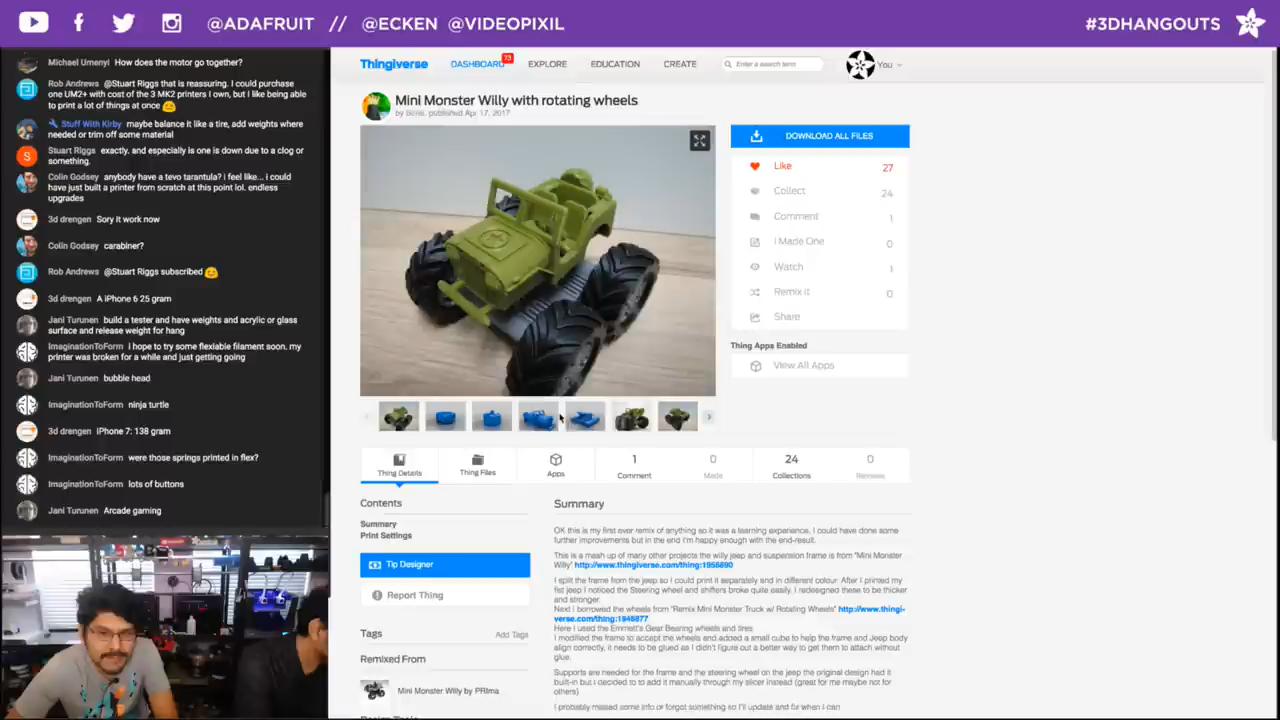 @ADAFRUIT // @ECKEN @VIDEOPIXIL
#3DHANGOUTS
Michael Umenyi How does the motor go together?
Rob Andrews @Stuart Riggs that is my reason. I could purchase
one UM2+ with cost of the 3 MK2 printers I own, but I like being able
to print a lot of things at once
Stuff With Kirby maybe balance it like a tire, add weights where
needed or trim off some material
Stuart Riggs exactly. and especially is one is down due to a clog or
something.
Colin Godsey anybody have a tevo tarantula? i feel like... i could
have just built a printer from scratch at this point lol. endless
upgrades
3d drengen Sory it work now
Colin Godsey carabiner?
Rob Andrews @Stuart Riggs subscribed
3d drengen A iPhone 6 25 gram
Jani Turunen build a tester and have weights and acrylic or glass
surface and release weight for hang
ImaginationToForm I hope to try some flexiable filament soon. my
printer was broken for a while and just getting going
Jani Turunen bubble head
ImaginationToForm ninja turtle
3d drengen iPhone 7: 138 gram
ImaginationToForm were those springs printed in flex?
ImaginationToForm lots of buttons
Jani Turunen Arcade gaming
Thingiverse
DASHBOARD
73
EXPLORE
EDUCATION
CREATE
Enter a search term
You
Mini Monster Willy with rotating wheels
published Apr 17, 2017
DOWNLOAD ALL FILES
Like 27
Collect 24
Comment 1
I Made One 0
Watch 1
Remix it 0
Share
Thing Apps Enabled
View All Apps
Thing Details
Thing Files
Apps
1
Comment
0
Made
24
Collections
0
Remixes
Contents
Summary
Print Settings
Tip Designer
Report Thing
Tags
Add Tags
Remixed From
Mini Monster Willy by PRIma
Summary
OK this is my first ever remix of anything so it was a learning experience. I could have done some
further improvements but in the end i'm happy enough with the end-result.
This is a mash up of many other projects the willy jeep and suspension frame is from "Mini Monster
Willy" http://www.thingiverse.com/thing:1955690
I split the frame from the jeep so I could print it separately and in different colour. After I printed my
fist jeep I noticed the Steering wheel and shifters broke quite easily. I redesigned these to be thicker
and stronger.
Next I borrowed the wheels from "Remix Mini Monster Truck w/ Rotating Wheels" http://www.thingi-
verse.com/thing:1945877
Here I used the Emmett's Gear Bearing wheels and tires
I modified the frame to accept the wheels and added a small cube to help the frame and Jeep body
align correctly, it needs to be glued as I didn't figure out a better way to get them to attach without
glue.
Supports are needed for the frame and the steering wheel on the jeep the original design had it
built-in but I decided to to add it manually through my slicer instead (great for me maybe not for
others)
I probably missed some info or forgot something so I'll update and for when I can